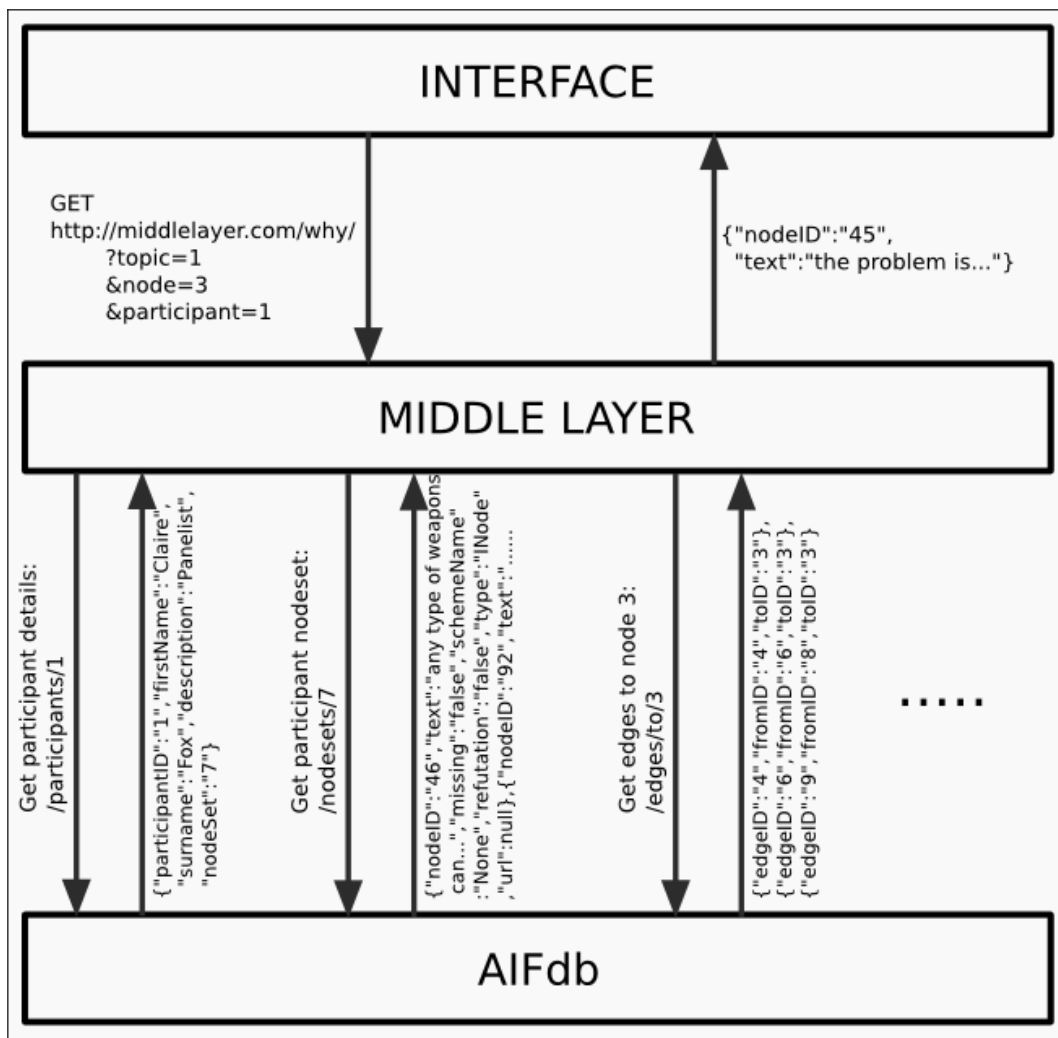 INTERFACE
GET
http://middlelayer.com/why/
?topic=1
&node=3
&participant=1
{"nodeID":"45",
"text":"the problem is..."}
MIDDLE LAYER
Get participant details:
/participants/1
{"participantID":"1","firstName":"Claire",
"surname":"Fox","description":"Panelist",
"nodeSet":"7"}
Get participant nodeset:
/nodesets/7
{"nodeID":"46","text":"any type of weapons
can...","missing":"false","schemeName"
:"None","refutation":"false","type":"INode"
,"url":null},{"nodeID":"92","text":"......
Get edges to node 3:
/edges/to/3
{"edgeID":"4","fromID":"4","toID":"3"},
{"edgeID":"6","fromID":"6","toID":"3"},
{"edgeID":"9","fromID":"8","toID":"3"}
.....
AIFdb